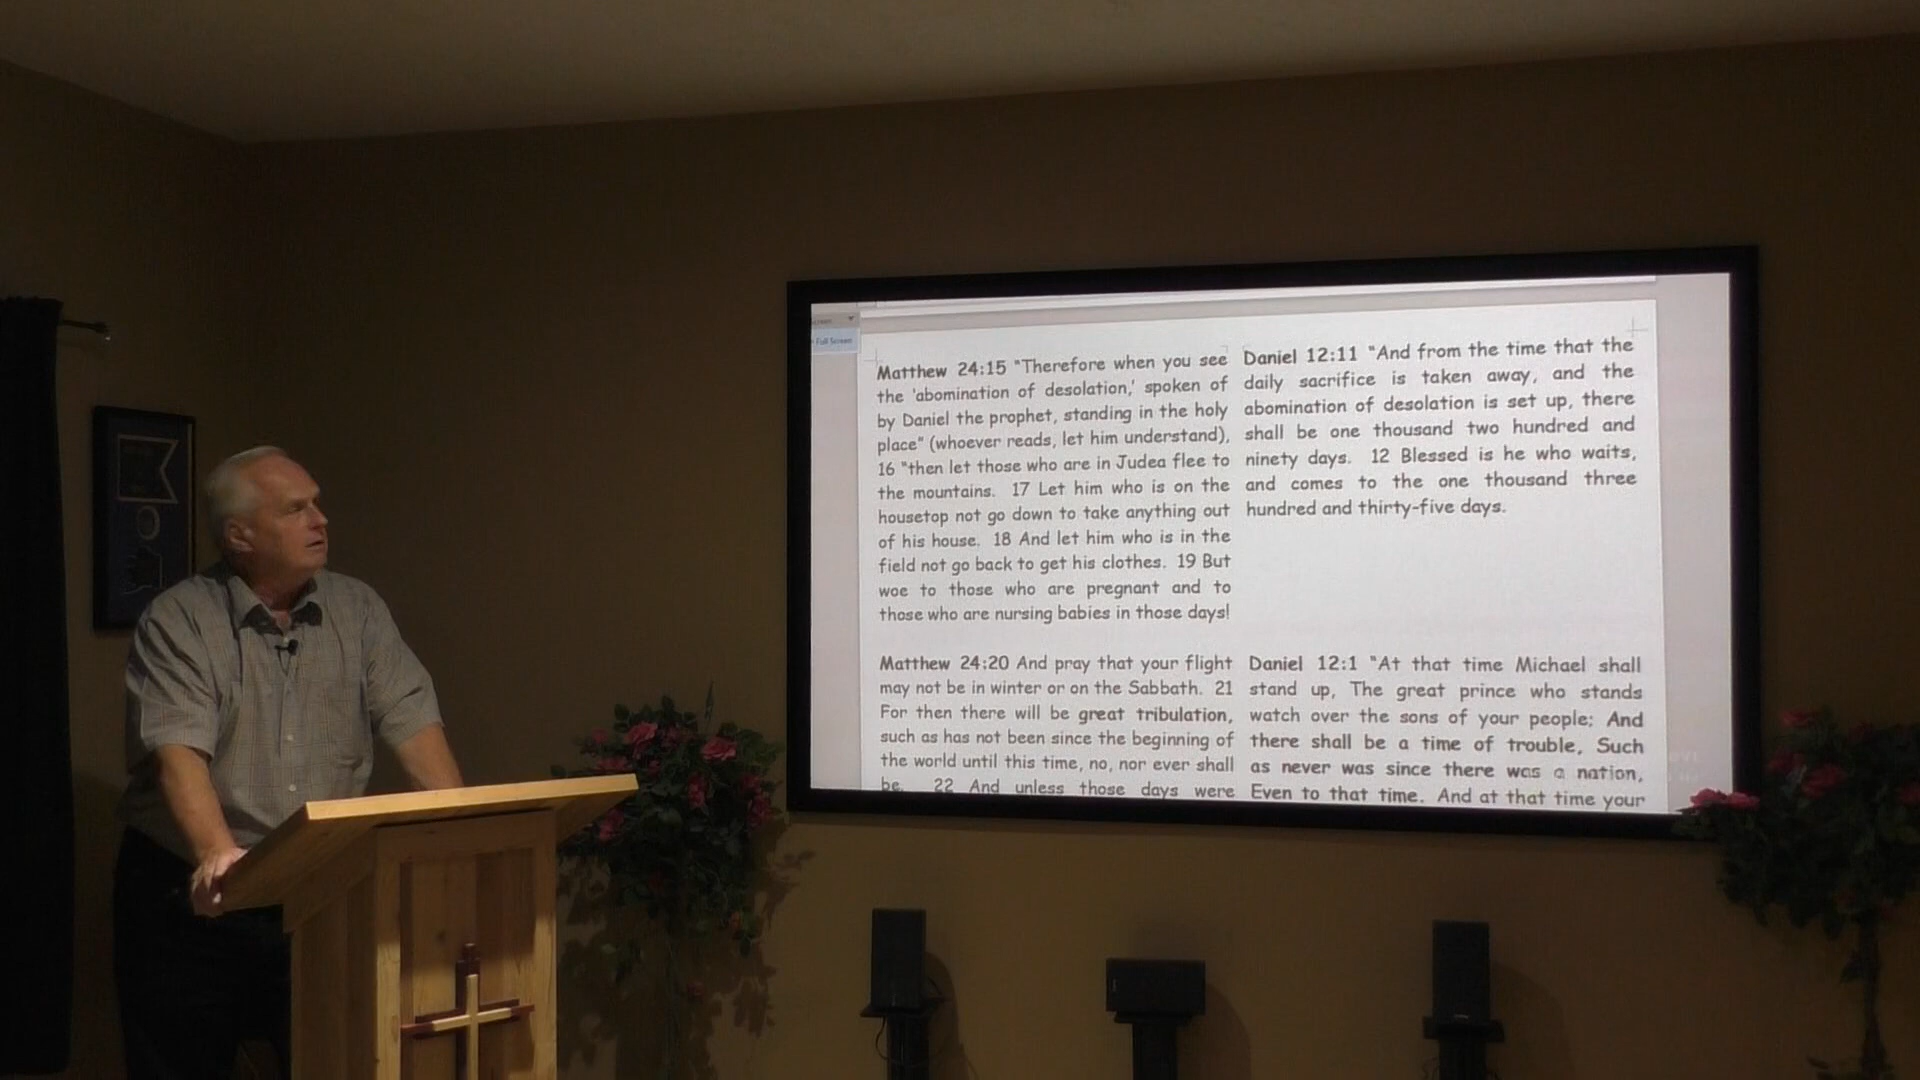 Full Screen
Matthew 24:15 "Therefore when you see
the 'abomination of desolation,' spoken of
by Daniel the prophet, standing in the holy
place" (whoever reads, let him understand),
16 "then let those who are in Judea flee to
the mountains. 17 Let him who is on the
housetop not go down to take anything out
of his house. 18 And let him who is in the
field not go back to get his clothes. 19 But
woe to those who are pregnant and to
those who are nursing babies in those days!
Daniel 12:11 "And from the time that the
daily sacrifice is taken away, and the
abomination of desolation is set up, there
shall be one thousand two hundred and
ninety days. 12 Blessed is he who waits,
and comes to the one thousand three
hundred and thirty-five days.
Matthew 24:20 And pray that your flight
may not be in winter or on the Sabbath. 21
For then there will be great tribulation,
such as has not been since the beginning of
the world until this time, no, nor ever shall
be. 22 And unless those days were
Daniel 12:1 "At that time Michael shall
stand up, The great prince who stands
watch over the sons of your people; And
there shall be a time of trouble, Such
as never was since there was a nation,
Even to that time. And at that time your